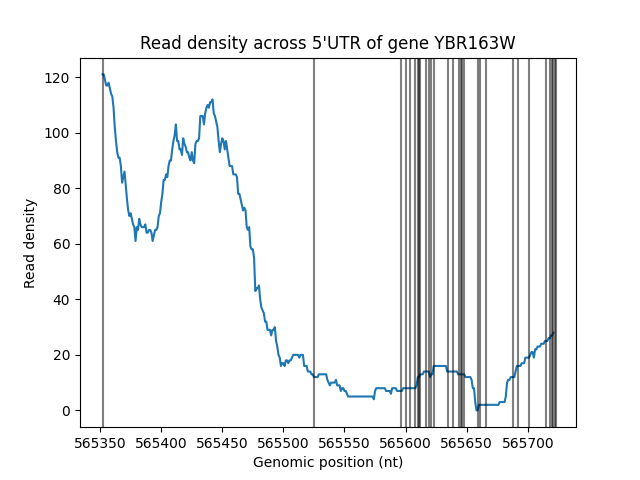 Read density across 5'UTR of gene YBR163W
120
100
80
60
40
20
0
Read density
565350 565400 565450 565500 565550 565600 565650 565700
Genomic position (nt)